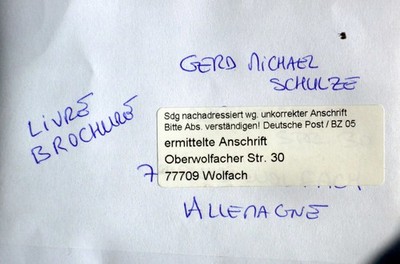 GERD MICHAEL
SCHULZE
LIVRE
BROCHURE
Sdg nachadressiert wg. unkorrekter Anschrift
Bitte Abs. verständigen! Deutsche Post / BZ 05
ermittelte Anschrift
Oberwolfacher Str. 30
77709 Wolfach
7
ALLEMAGNE